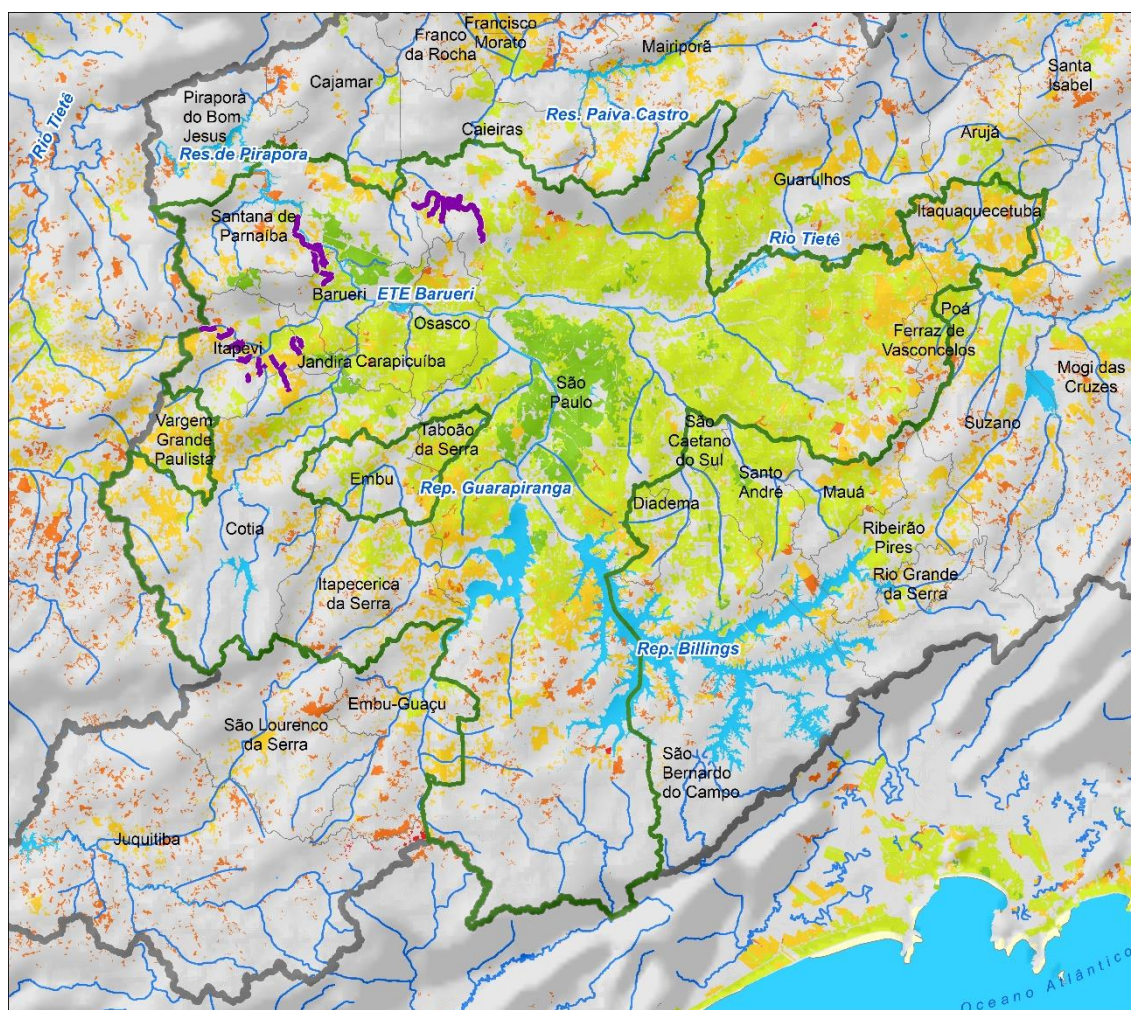 Francisco
Morato
Franco
da Rocha
Mairiporã
Cajamar
Santa
Isabel
Pirapora
do Bom
Jesus
Rio Tietê
Res. Paiva Castro
Caieiras
Arujá
Res.de Pirapora
Guarulhos
Itaquaquecetuba
Santana de
Parnaíba
Rio Tietê
Barueri
ETE Barueri
Osasco
Poá
Ferraz de
Vasconcelos
Itapevi
Jandira
Carapicuíba
Mogi das
Cruzes
São
Paulo
Vargem
Grande
Paulista
Taboão
da Serra
São
Caetano
do Sul
Suzano
Embu
Santo
André
Mauá
Rep. Guarapiranga
Diadema
Cotia
Ribeirão
Pires
Rio Grande
da Serra
Itapecerica
da Serra
Rep. Billings
Embu-Guaçu
São Lourenço
da Serra
São
Bernardo
do Campo
Juquitiba
Oceano Atlântico